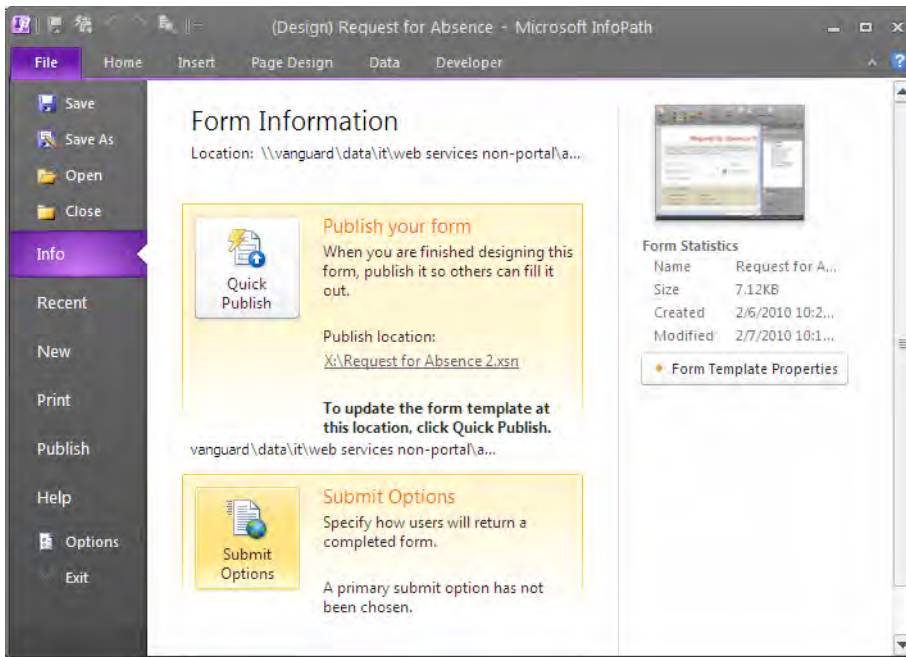 (Design) Request for Absence - Microsoft InfoPath
File Home Insert Page Design Data Developer
Save
Save As
Open
Close
Info
Recent
New
Print
Publish
Help
Options
Exit
Form Information
Location: \\vanguard\data\it\web services non-portal\a...
Quick
Publish
Publish your form
When you are finished designing this
form, publish it so others can fill it
out.
Publish location:
X:\Request for Absence 2.xsn
To update the form template at
this location, click Quick Publish.
vanguard\data\it\web services non-portal\a...
Submit
Options
Submit Options
Specify how users will return a
completed form.
A primary submit option has not
been chosen.
Form Statistics
Name Request for A...
Size 7.12KB
Created 2/6/2010 10:2...
Modified 2/7/2010 10:1...
Form Template Properties